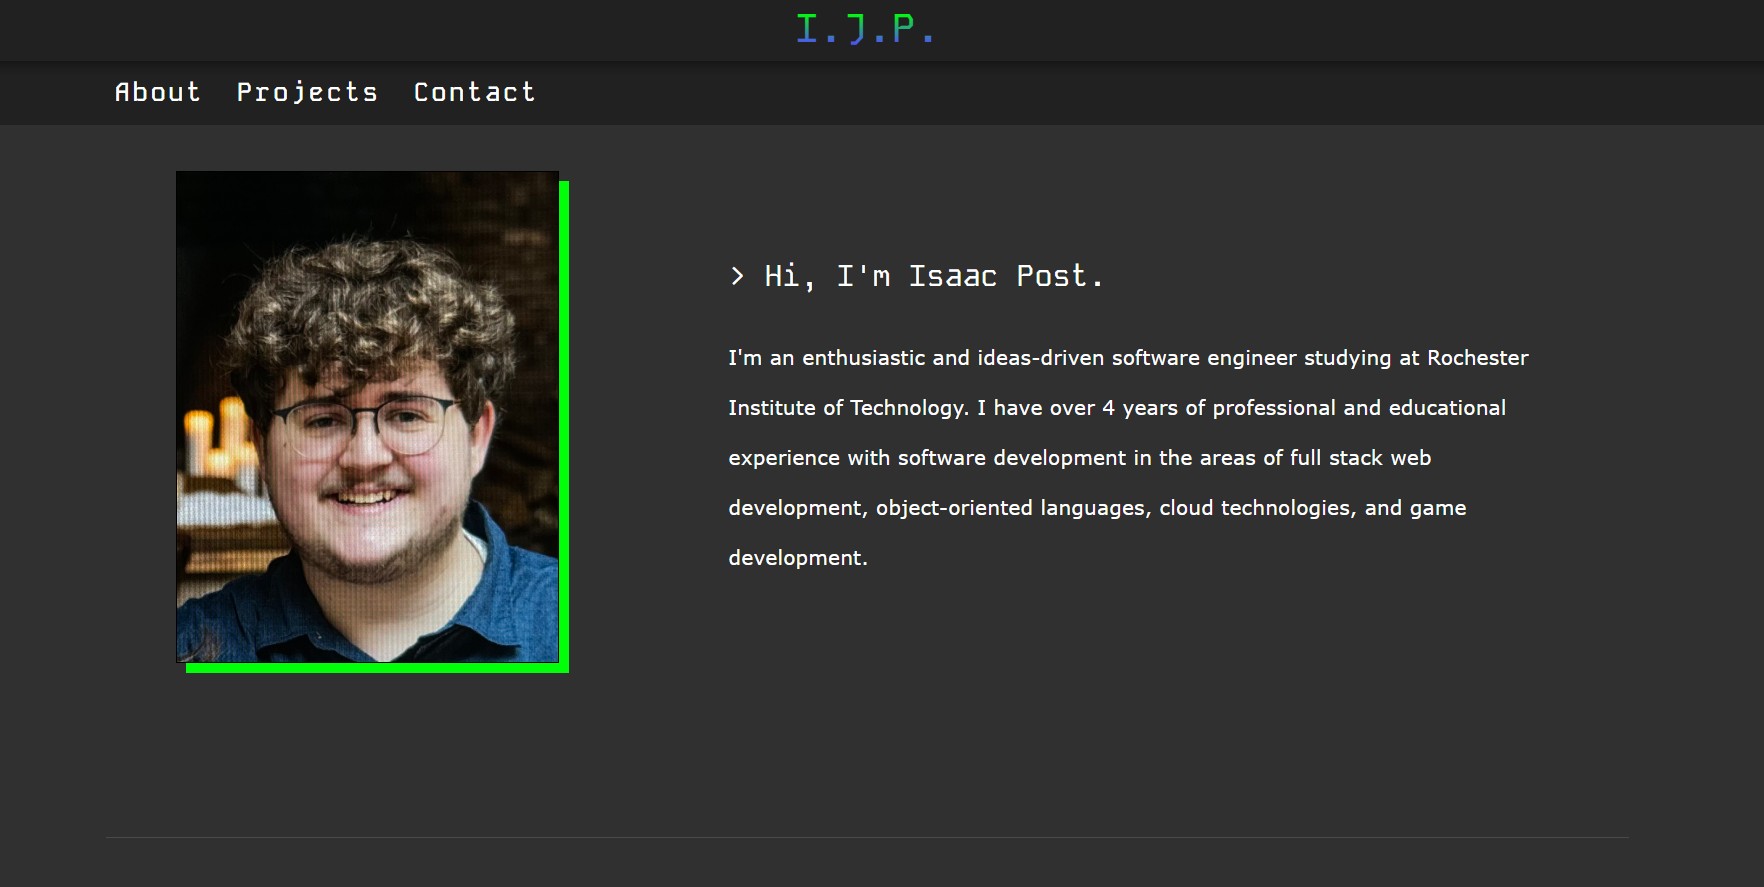 I.J.P.
About Projects Contact
> Hi, I'm Isaac Post.
I'm an enthusiastic and ideas-driven software engineer studying at Rochester
Institute of Technology. I have over 4 years of professional and educational
experience with software development in the areas of full stack web
development, object-oriented languages, cloud technologies, and game
development.